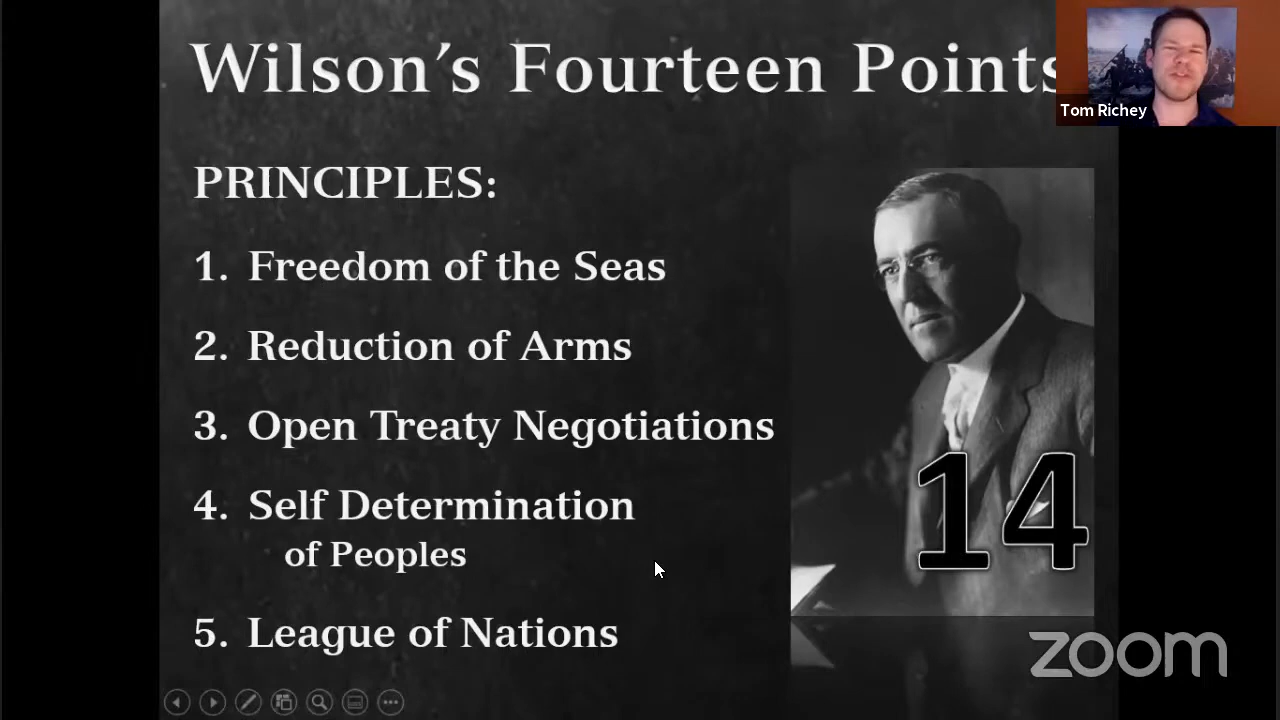 Wilson's Fourteen Points
Tom Richey
PRINCIPLES:
1. Freedom of the Seas
2. Reduction of Arms
3. Open Treaty Negotiations
4. Self Determination
of Peoples
5. League of Nations
14
zoom